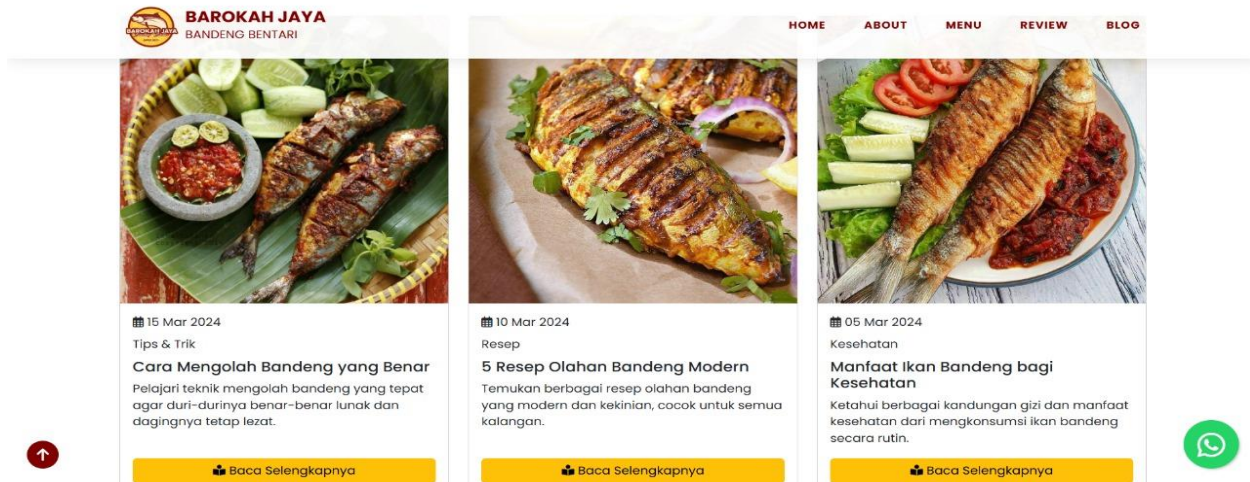 BAROKAH JAYA
BANDENG BENTARI
HOME
ABOUT
MENU
REVIEW
BLOG
BAROKAH JAYA
15 Mar 2024
Tips & Trik
Cara Mengolah Bandeng yang Benar
Pelajari teknik mengolah bandeng yang tepat
agar duri-durinya benar-benar lunak dan
dagingnya tetap lezat.
Baca Selengkapnya
10 Mar 2024
Resep
5 Resep Olahan Bandeng Modern
Temukan berbagai resep olahan bandeng
yang modern dan kekinian, cocok untuk semua
kalangan.
Baca Selengkapnya
05 Mar 2024
Kesehatan
Manfaat Ikan Bandeng bagi
Kesehatan
Ketahui berbagai kandungan gizi dan manfaat
kesehatan dari mengkonsumsi ikan bandeng
secara rutin.
Baca Selengkapnya